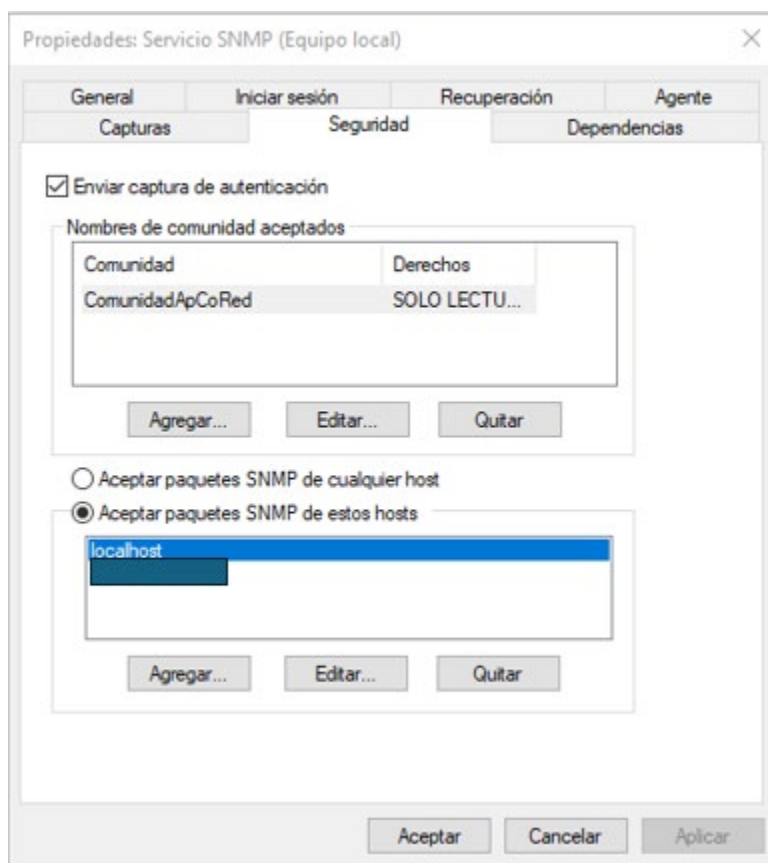 Propiedades: Servicio SNMP (Equipo local)
General Iniciar sesión Recuperación Agente
Capturas Seguridad Dependencias
Enviar captura de autenticación
Nombres de comunidad aceptados
Comunidad Derechos
ComunidadApCoRed SOLO LECTU...
Agregar... Editar... Quitar
Aceptar paquetes SNMP de cualquier host
Aceptar paquetes SNMP de estos hosts
localhost
Agregar... Editar... Quitar
Aceptar Cancelar Aplicar